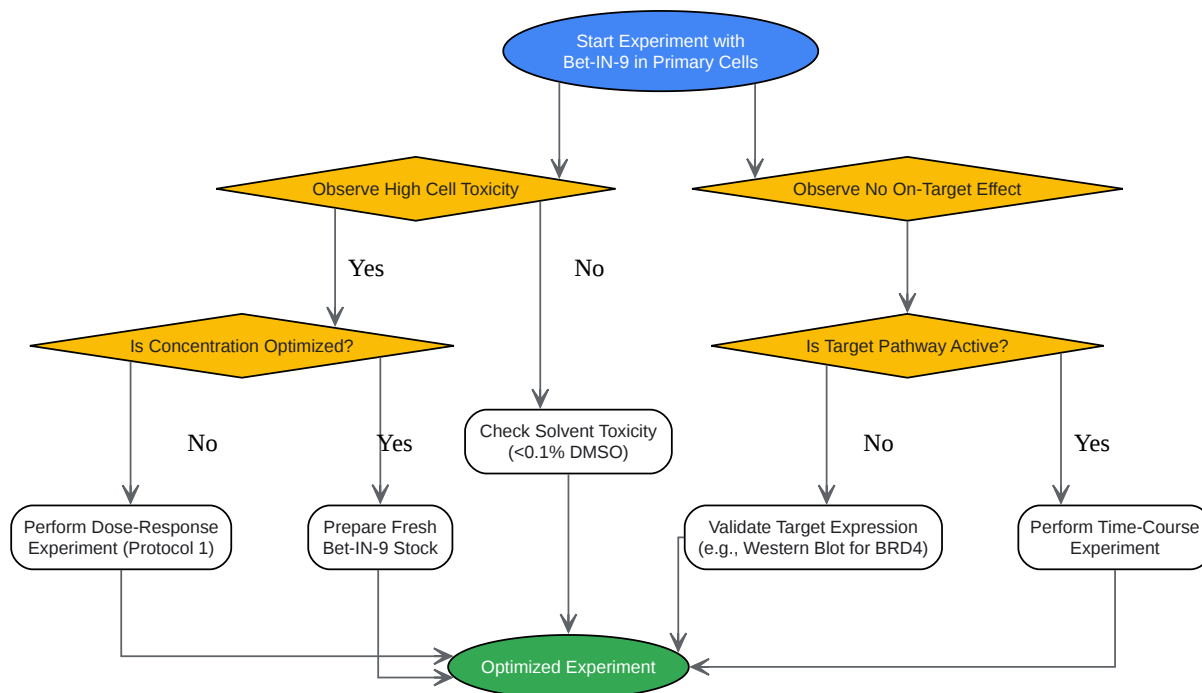 Start Experiment with
Bet-IN-9 in Primary Cells
Observe High Cell Toxicity
Observe No On-Target Effect
Yes
No
Is Concentration Optimized?
Is Target Pathway Active?
No
Yes
Check Solvent Toxicity
(<0.1% DMSO)
No
Yes
Perform Dose-Response
Experiment (Protocol 1)
Prepare Fresh
Bet-IN-9 Stock
Validate Target Expression
(e.g., Western Blot for BRD4)
Perform Time-Course
Experiment
Optimized Experiment